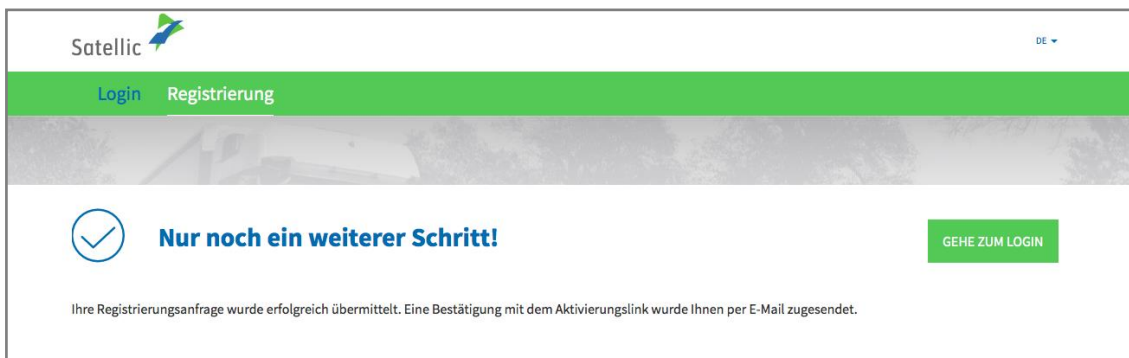 Satellic
DE
Login Registrierung
Nur noch ein weiterer Schritt!
GEHE ZUM LOGIN
Ihre Registrierungsanfrage wurde erfolgreich übermittelt. Eine Bestätigung mit dem Aktivierungslink wurde Ihnen per E-Mail zugesendet.